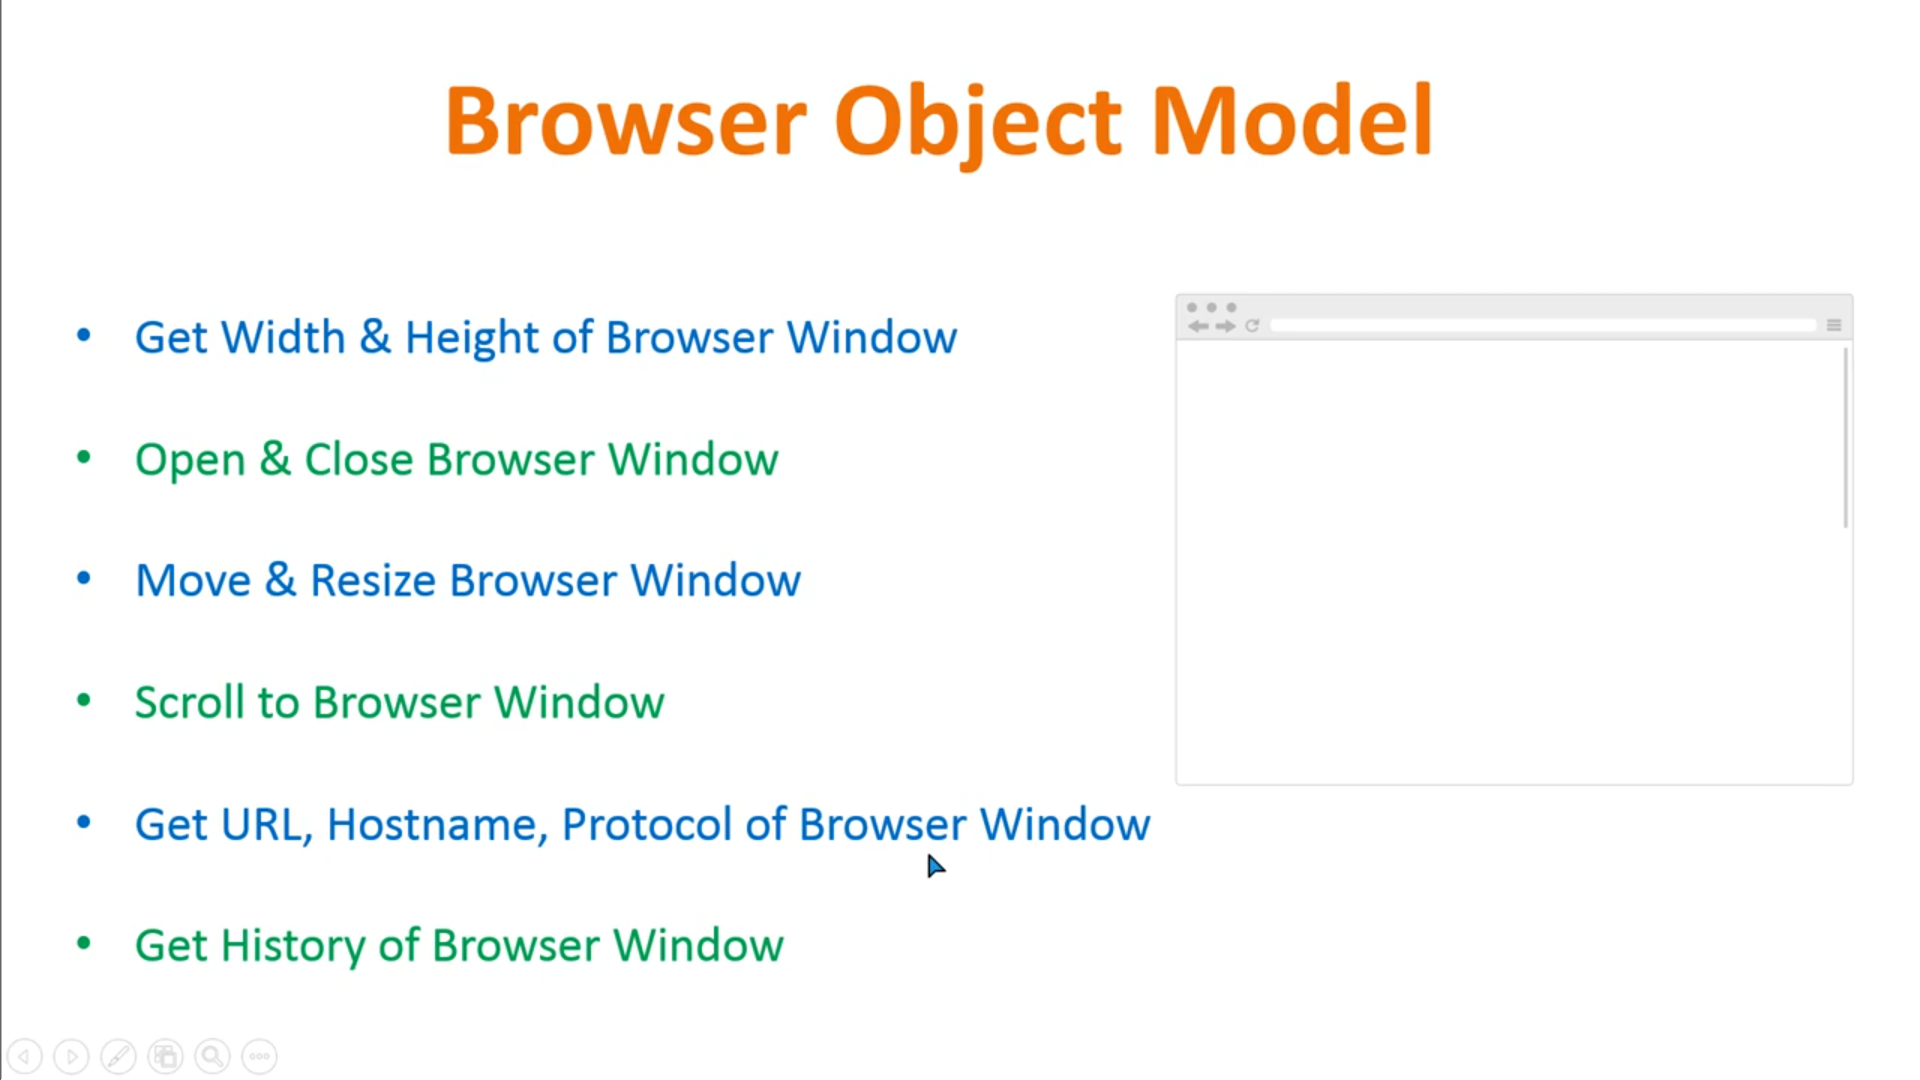 Browser Object Model
• Get Width & Height of Browser Window
• Open & Close Browser Window
• Move & Resize Browser Window
• Scroll to Browser Window
• Get URL, Hostname, Protocol of Browser Window
• Get History of Browser Window